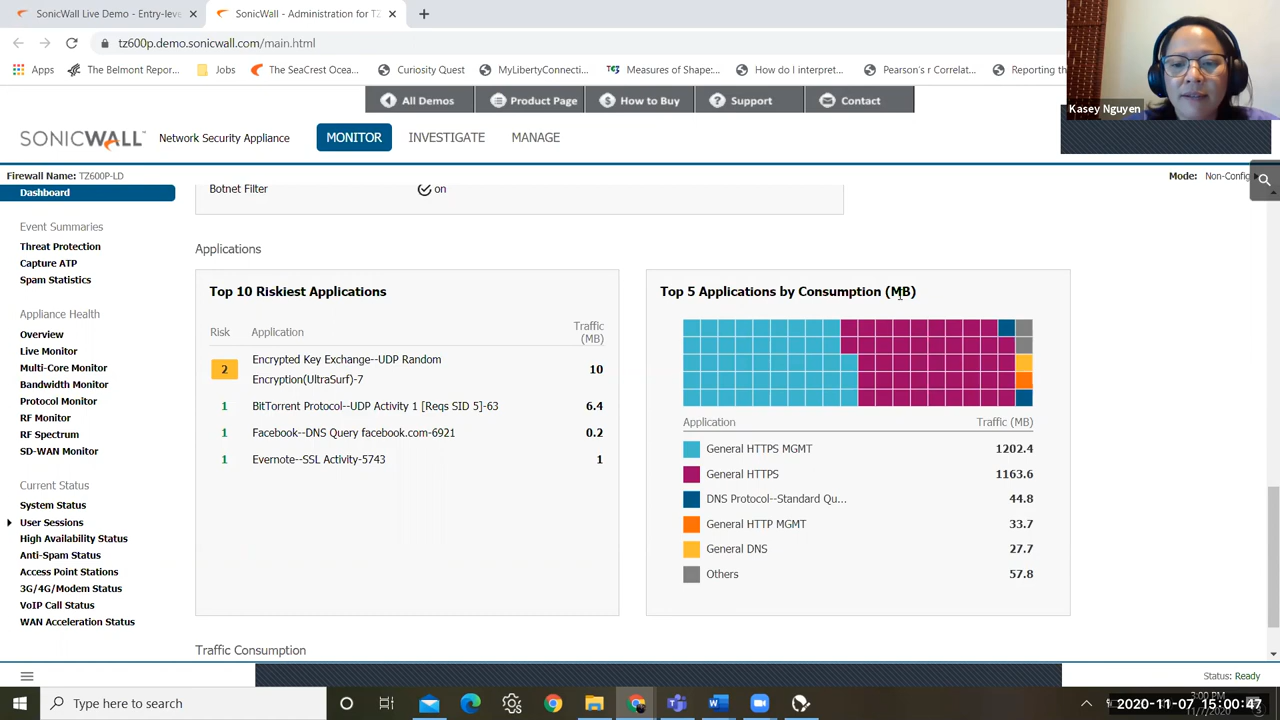 SonicWall Live Demo - Entry-leve
SonicWall - Administration for TZ
tz600p.demo.sonicwall.com/main.html
Apps
The Belmont Repor...
Jobs
The SeaCrest Ocea...
Curiosity Quest
MyLibertyConnecti...
Measures of Shape:...
How do I interpret...
Pearson's r Correlat...
Reporting th
Kasey Nguyen
All Demos
Product Page
How to Buy
Support
Contact
SONICWALL
Network Security Appliance
MONITOR
INVESTIGATE
MANAGE
Firewall Name: TZ600P-LD
Mode: Non-Config
Dashboard
Event Summaries
Threat Protection
Capture ATP
Spam Statistics
Appliance Health
Overview
Live Monitor
Multi-Core Monitor
Bandwidth Monitor
Protocol Monitor
RF Monitor
RF Spectrum
SD-WAN Monitor
Current Status
System Status
User Sessions
High Availability Status
Anti-Spam Status
Access Point Stations
3G/4G/Modem Status
VoIP Call Status
WAN Acceleration Status
Botnet Filter on
Applications
Top 10 Riskiest Applications
Risk Application Traffic (MB)
2 Encrypted Key Exchange--UDP Random Encryption(UltraSurf)-7 10
1 BitTorrent Protocol--UDP Activity 1 [Reqs SID 5]-63 6.4
1 Facebook--DNS Query facebook.com-6921 0.2
1 Evernote--SSL Activity-5743 1
Top 5 Applications by Consumption (MB)
Application Traffic (MB)
General HTTPS MGMT 1202.4
General HTTPS 1163.6
DNS Protocol--Standard Qu... 44.8
General HTTP MGMT 33.7
General DNS 27.7
Others 57.8
Traffic Consumption
Status: Ready
Type here to search
3:00 PM
2020-11-07 15:00:47
11/7/2020